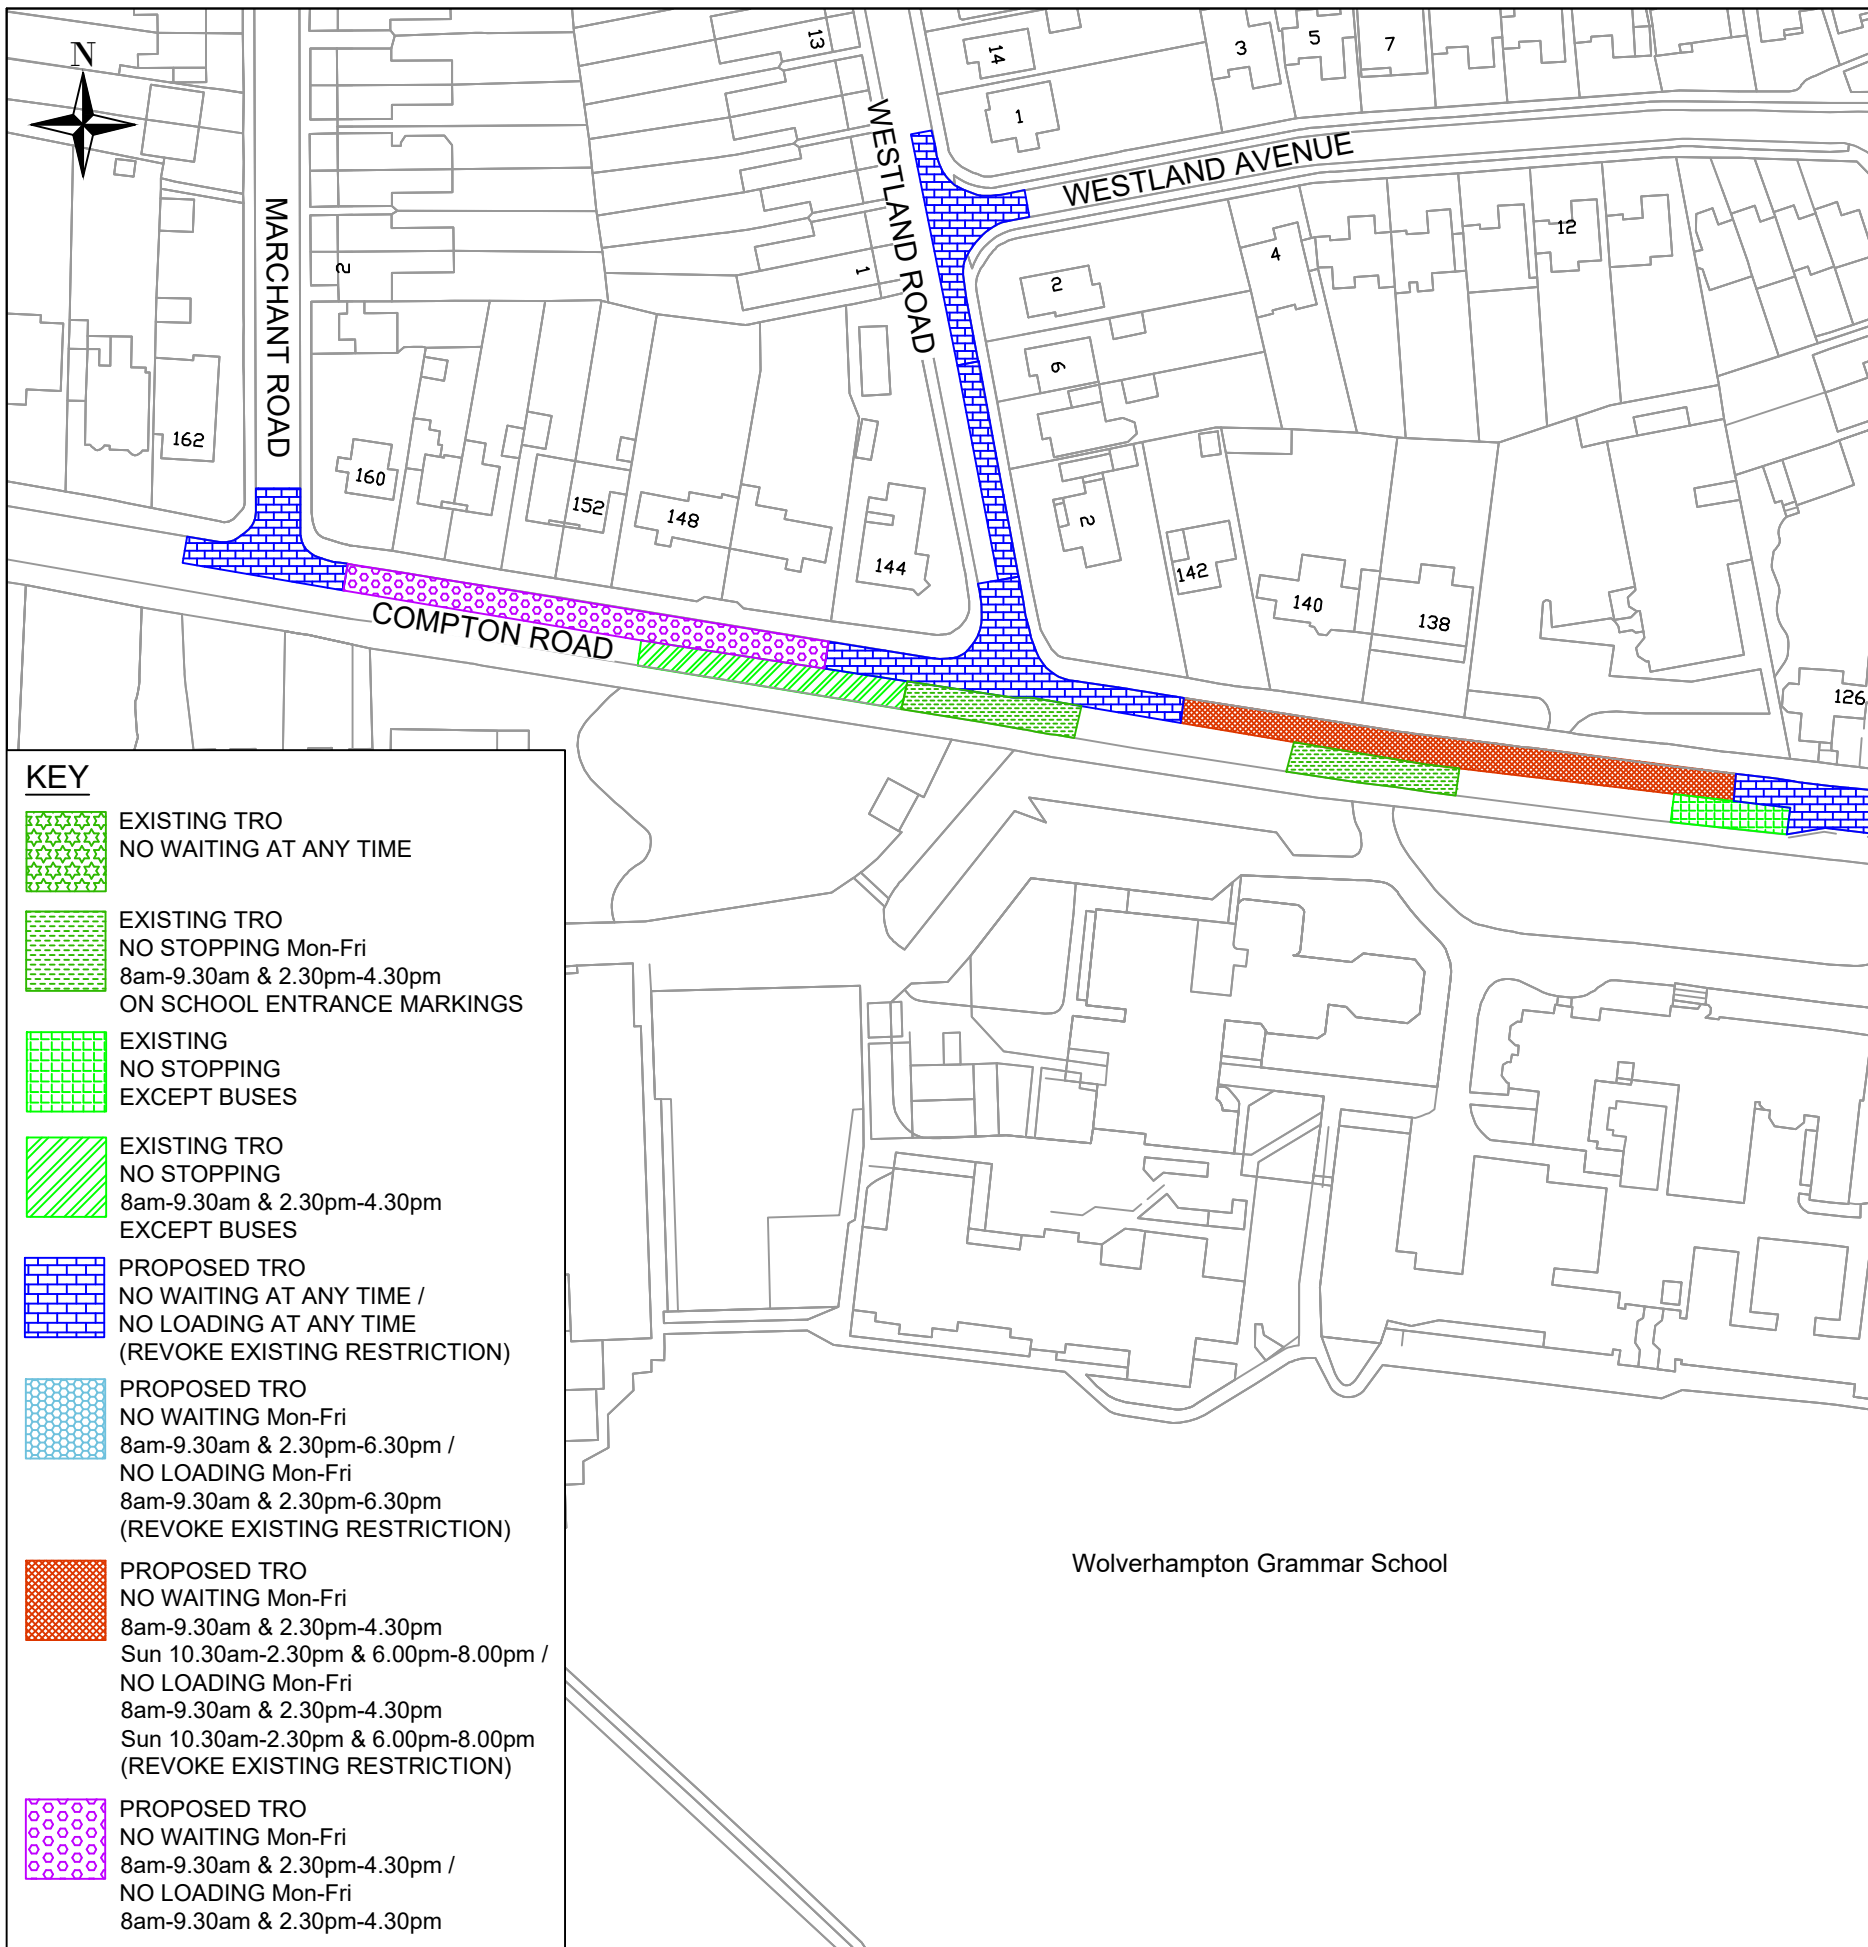 N
13
14
1
3
5
7
WESTLAND ROAD
WESTLAND AVENUE
MARCHANT ROAD
2
1
2
4
12
6
162
160
152
148
144
2
142
140
138
126
COMPTON ROAD
KEY
EXISTING TRO
NO WAITING AT ANY TIME
EXISTING TRO
NO STOPPING Mon-Fri
8am-9.30am & 2.30pm-4.30pm
ON SCHOOL ENTRANCE MARKINGS
EXISTING
NO STOPPING
EXCEPT BUSES
EXISTING TRO
NO STOPPING
8am-9.30am & 2.30pm-4.30pm
EXCEPT BUSES
PROPOSED TRO
NO WAITING AT ANY TIME /
NO LOADING AT ANY TIME
(REVOKE EXISTING RESTRICTION)
PROPOSED TRO
NO WAITING Mon-Fri
8am-9.30am & 2.30pm-6.30pm /
NO LOADING Mon-Fri
8am-9.30am & 2.30pm-6.30pm
(REVOKE EXISTING RESTRICTION)
PROPOSED TRO
NO WAITING Mon-Fri
8am-9.30am & 2.30pm-4.30pm
Sun 10.30am-2.30pm & 6.00pm-8.00pm /
NO LOADING Mon-Fri
8am-9.30am & 2.30pm-4.30pm
Sun 10.30am-2.30pm & 6.00pm-8.00pm
(REVOKE EXISTING RESTRICTION)
PROPOSED TRO
NO WAITING Mon-Fri
8am-9.30am & 2.30pm-4.30pm /
NO LOADING Mon-Fri
8am-9.30am & 2.30pm-4.30pm
Wolverhampton Grammar School